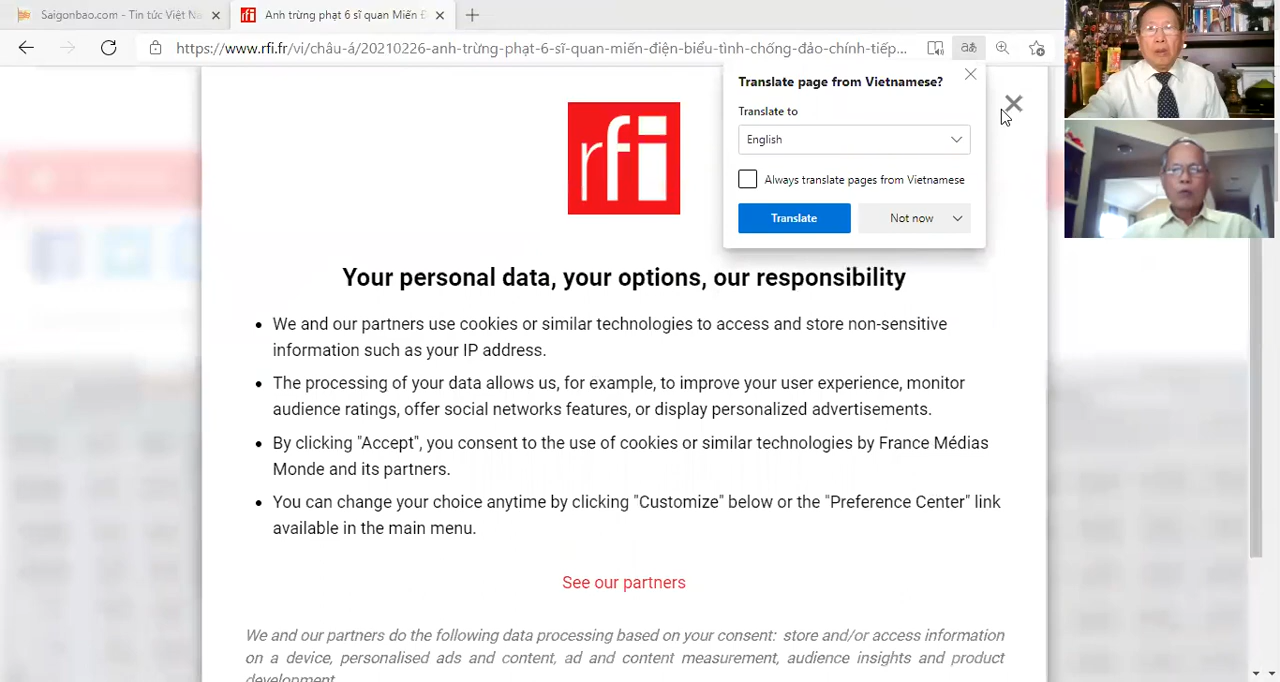 Saigonbao.com - Tin tức Việt Na
Anh trừng phạt 6 sĩ quan Miến Đ
https://www.rfi.fr/vi/châu-á/20210226-anh-trừng-phạt-6-sĩ-quan-miến-điện-biểu-tình-chống-đảo-chính-tiếp...
Translate page from Vietnamese?
Translate to
English
Always translate pages from Vietnamese
Translate
Not now
rfi
Your personal data, your options, our responsibility
• We and our partners use cookies or similar technologies to access and store non-sensitive
information such as your IP address.
• The processing of your data allows us, for example, to improve your user experience, monitor
audience ratings, offer social networks features, or display personalized advertisements.
• By clicking "Accept", you consent to the use of cookies or similar technologies by France Médias
Monde and its partners.
• You can change your choice anytime by clicking "Customize" below or the "Preference Center" link
available in the main menu.
See our partners
We and our partners do the following data processing based on your consent: store and/or access information
on a device, personalised ads and content, ad and content measurement, audience insights and product
development.